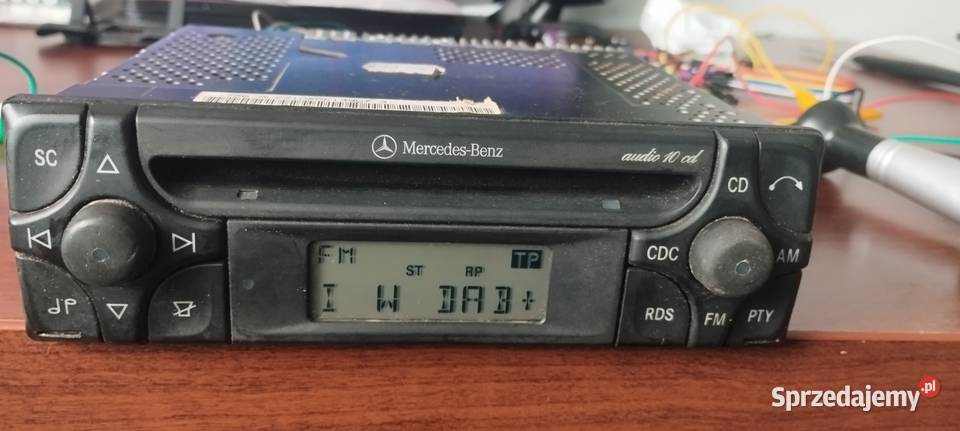 Mercedes-Benz
audio 10 cd
SC
CD
CDC
AM
RDS
FM
PTY
FM
TP
ST RP
I W DAB+
Sprzedajemy.pl